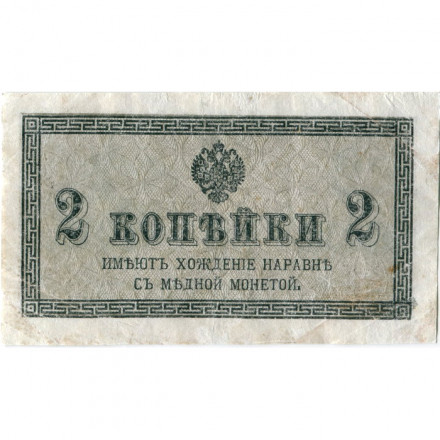 2 КОПѢЙКИ 2
ИМѢЮТЪ ХОЖДЕНІЕ НАРАВНѢ
СЪ МѢДНОЙ МОНЕТОЙ.